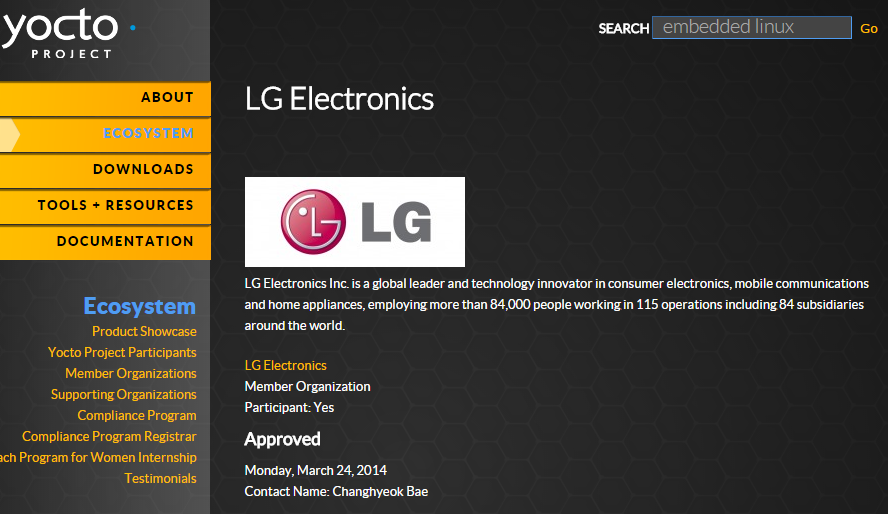 yocto
PROJECT
SEARCH embedded linux Go
ABOUT
ECOSYSTEM
DOWNLOADS
TOOLS + RESOURCES
DOCUMENTATION
Ecosystem
Product Showcase
Yocto Project Participants
Member Organizations
Supporting Organizations
Compliance Program
Compliance Program Registrar
ach Program for Women Internship
Testimonials
LG Electronics
LG
LG Electronics Inc. is a global leader and technology innovator in consumer electronics, mobile communications
and home appliances, employing more than 84,000 people working in 115 operations including 84 subsidiaries
around the world.
LG Electronics
Member Organization
Participant: Yes
Approved
Monday, March 24, 2014
Contact Name: Changhyeok Bae